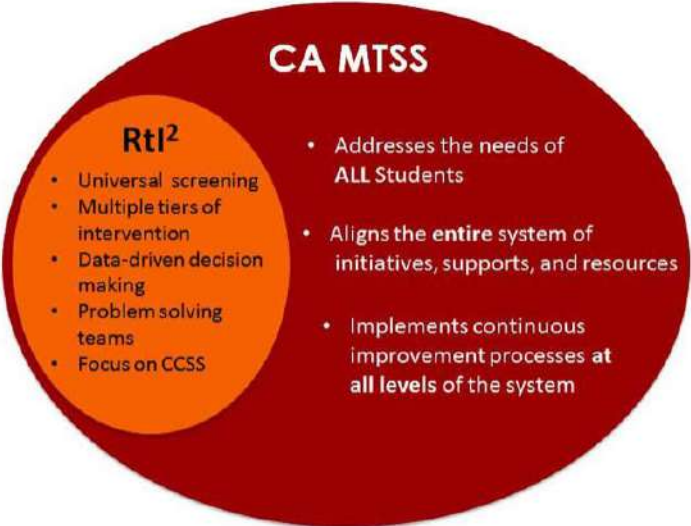 CA MTSS
RtI²
• Universal screening
• Multiple tiers of
intervention
• Data-driven decision
making
• Problem solving
teams
• Focus on CCSS
• Addresses the needs of
ALL Students
• Aligns the entire system of
initiatives, supports, and resources
• Implements continuous
improvement processes at
all levels of the system